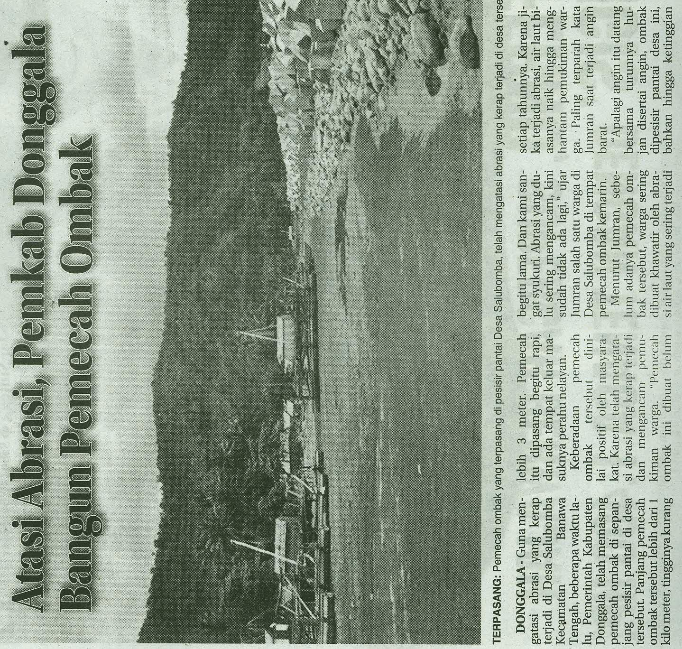 Atasi Abrasi, Pemkab Donggala
Bangun Pemecah Ombak
TERPASANG: Pemecah ombak yang terpasang di pesisir pantai Desa Salubomba, telah mengatasi abrasi yang kerap terjadi di desa terse
DONGGALA - Guna men-
gatasi abrasi yang kerap
terjadi di Desa Salubomba
Kecamatan Banawa
Tengah, beberapa waktu la-
lu, Pemerintah Kabupaten
Donggala, telah memasang
pemecah ombak di sepan-
jang pesisir pantai di desa
tersebut. Panjang pemecah
ombak tersebut lebih dari 1
kilo meter, tingginya kurang
lebih 3 meter. Pemecah
itu dipasang begitu rapi,
dan ada tempat keluar ma-
suknya perahu nelayan.
Keberadaan pemecah
ombak tersebut dini-
lai positif oleh masyara-
kat. Karena telah mengata-
si abrasi yang kerap terjadi
dan mengancam pemu-
kiman warga. "Pemecah
ombak ini dibuat belum
begitu lama. Dan kami san-
gat syukuri. Abrasi yang du-
lu sering mengancam, kini
sudah tidak ada lagi," ujar
Jumran salah satu warga di
Desa Salubomba di tempat
pemecah ombak kemarin.
Menurut Jumran, sebe-
lum adanya pemecah om-
bak tersebut, warga sering
dibuat khawatir oleh abra-
si air laut yang sering terjadi
setiap tahunnya. Karena ji-
ka terjadi abrasi, air laut bi-
asanya naik hingga meng-
hantam pemukiman war-
ga. Paling terparah kata
Jumran saat terjadi angin
barat.
"Apalagi angin itu datang
bersama turunnya hu-
jan disertai angin, ombak
dipesisir pantai desa ini,
bahkan hingga ketinggian